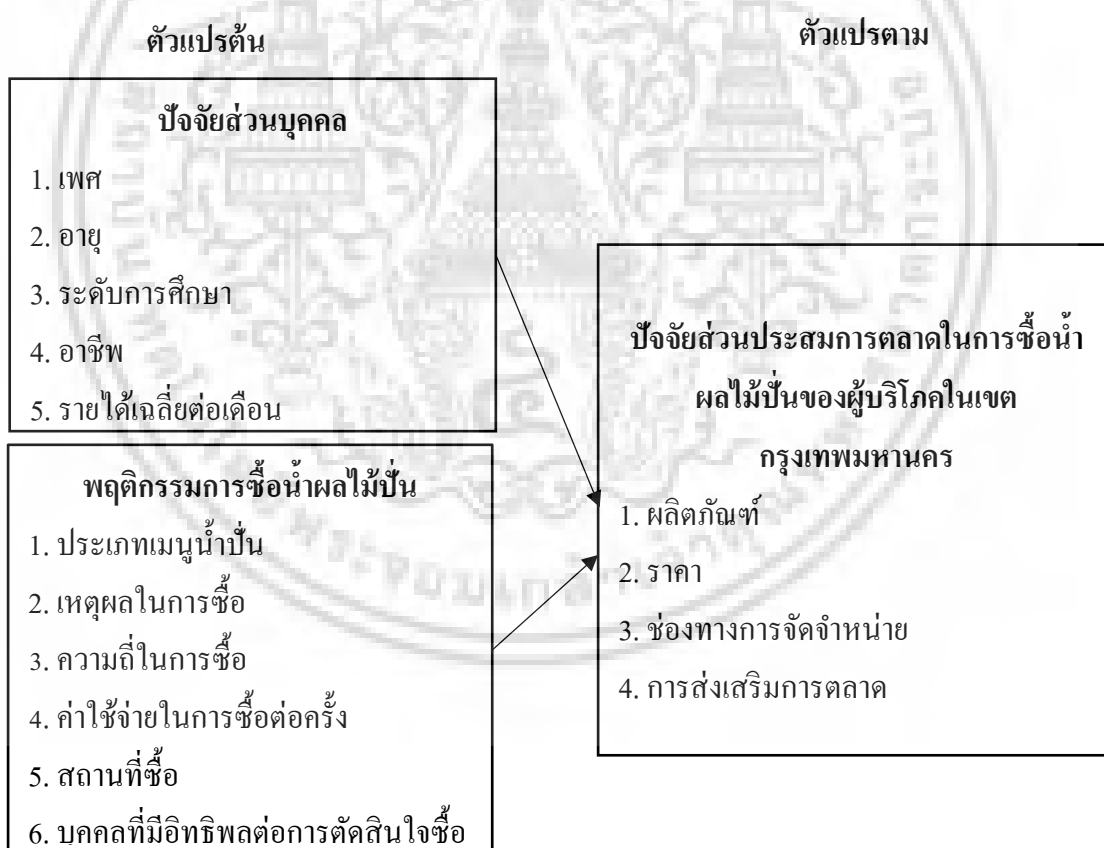 ตัวแปรต้น
ปัจจัยส่วนบุคคล
1. เพศ
2. อายุ
3. ระดับการศึกษา
4. อาชีพ
5. รายได้เฉลี่ยต่อเดือน
พฤติกรรมการซื้อน้ำผลไม้ปั่น
1. ประเภทเมนูน้ำปั่น
2. เหตุผลในการซื้อ
3. ความถี่ในการซื้อ
4. ค่าใช้จ่ายในการซื้อต่อครั้ง
5. สถานที่ซื้อ
6. บุคคลที่มีอิทธิพลต่อการตัดสินใจซื้อ
ตัวแปรตาม
ปัจจัยส่วนประสมการตลาดในการซื้อน้ำ
ผลไม้ปั่นของผู้บริโภคในเขต
กรุงเทพมหานคร
1. ผลิตภัณฑ์
2. ราคา
3. ช่องทางการจัดจำหน่าย
4. การส่งเสริมการตลาด